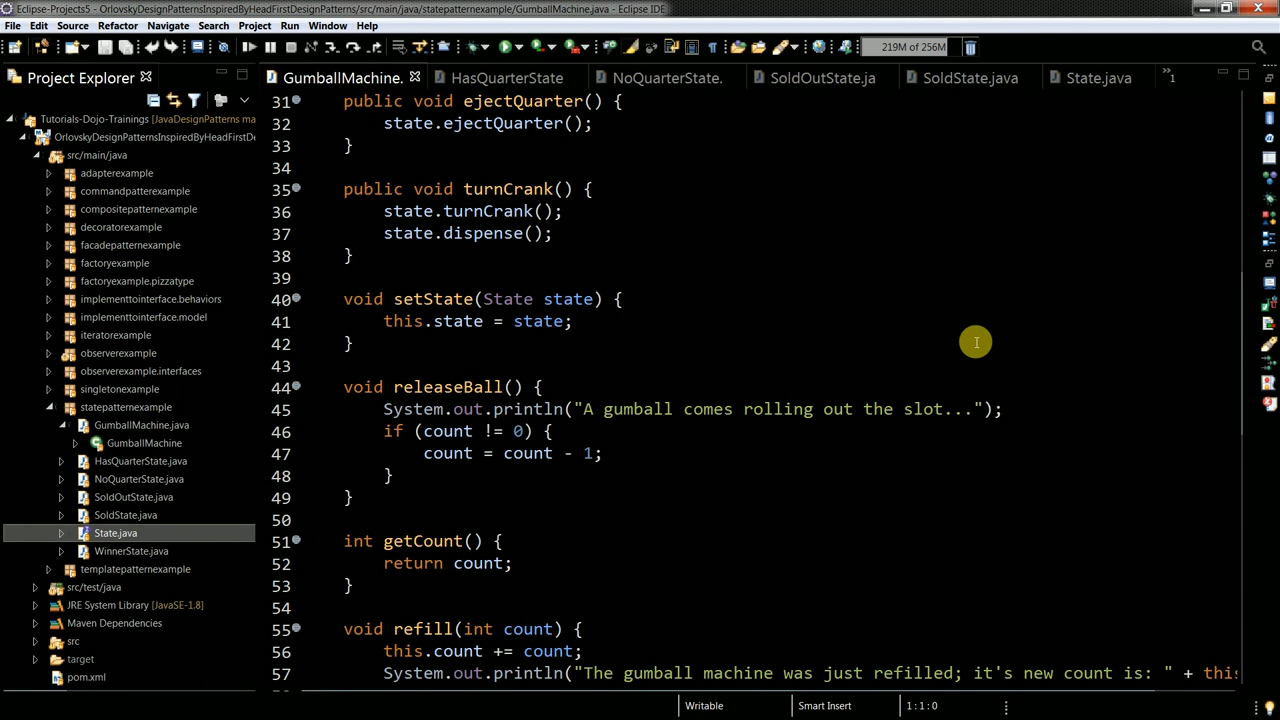 Eclipse-Projects5 - OrlovskyDesignPatternsInspiredByHeadFirstDesignPatterns/src/main/java/statepatternexample/GumballMachine.java - Eclipse IDE
File Edit Source Refactor Navigate Search Project Run Window Help
219M of 256M
Project Explorer
GumballMachine. HasQuarterState NoQuarterState. SoldOutState.ja SoldState.java State.java »1
Tutorials-Dojo-Trainings [JavaDesignPatterns ma
OrlovskyDesignPatternsInspiredByHeadFirstDe
src/main/java
adapterexample
commandpatterexample
compositepatternexample
decoratorexample
facadepatternexample
factoryexample
factoryexample.pizzatype
implementtointerface.behaviors
implementtointerface.model
iteratorexample
observerexample
observerexample.interfaces
singletonexample
statepatternexample
GumballMachine.java
GumballMachine
HasQuarterState.java
NoQuarterState.java
SoldOutState.java
SoldState.java
State.java
WinnerState.java
templatepatternexample
src/test/java
JRE System Library [JavaSE-1.8]
Maven Dependencies
src
target
pom.xml
31 public void ejectQuarter() {
32 state.ejectQuarter();
33 }
34
35 public void turnCrank() {
36 state.turnCrank();
37 state.dispense();
38 }
39
40 void setState(State state) {
41 this.state = state;
42 }
43
44 void releaseBall() {
45 System.out.println("A gumball comes rolling out the slot...");
46 if (count != 0) {
47 count = count - 1;
48 }
49 }
50
51 int getCount() {
52 return count;
53 }
54
55 void refill(int count) {
56 this.count += count;
57 System.out.println("The gumball machine was just refilled; it's new count is: " + this
Writable Smart Insert 1:1:0